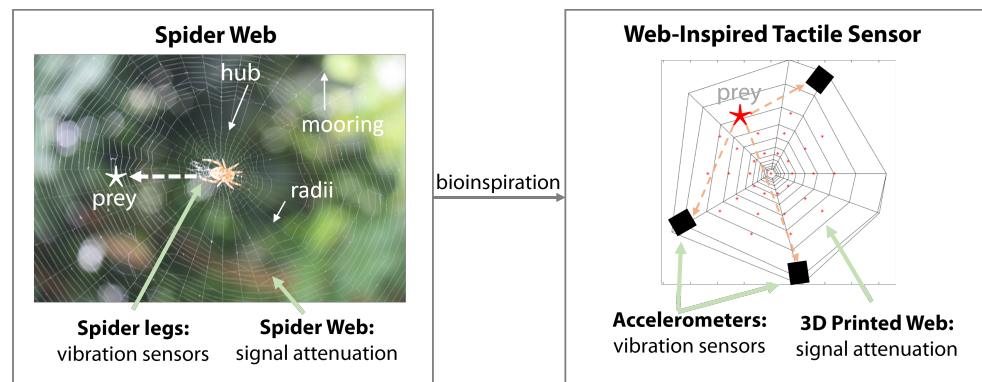 Spider Web
hub
mooring
prey
radii
Spider legs:
vibration sensors
Spider Web:
signal attenuation
bioinspiration
Web-Inspired Tactile Sensor
prey
Accelerometers:
vibration sensors
3D Printed Web:
signal attenuation